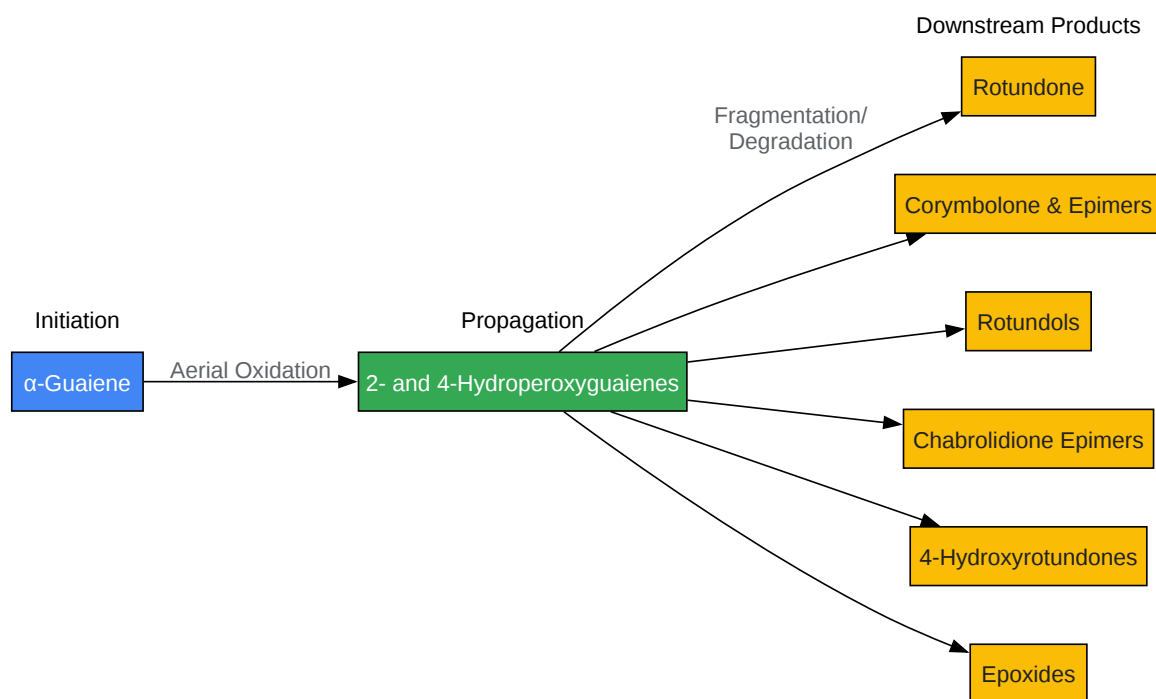 Downstream Products
Rotundone
Fragmentation/
Degradation
Corymbolone & Epimers
Initiation
Propagation
Rotundols
α-Guaiene
Aerial Oxidation
2- and 4-Hydroperoxyguaienes
Chabrolidione Epimers
4-Hydroxyrotundones
Epoxides